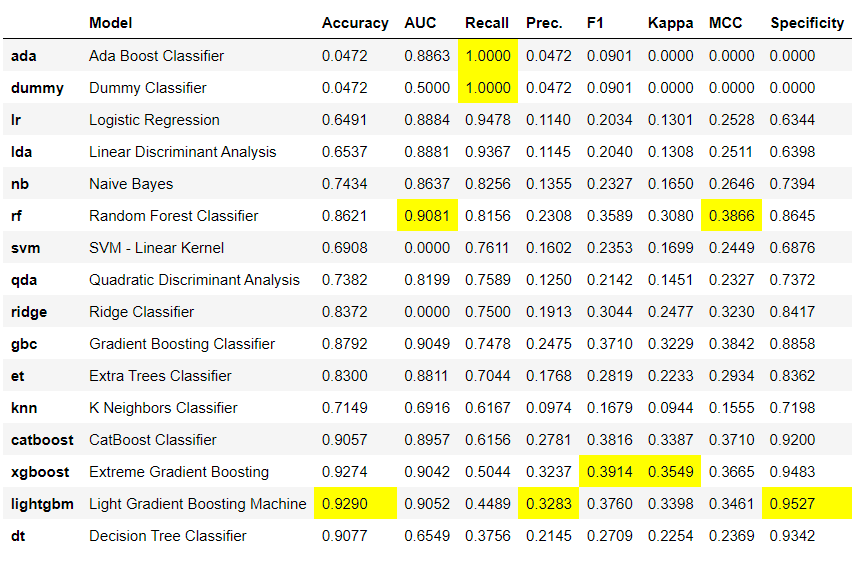 Model Accuracy AUC Recall Prec. F1 Kappa MCC Specificity
ada Ada Boost Classifier 0.0472 0.8863 1.0000 0.0472 0.0901 0.0000 0.0000 0.0000
dummy Dummy Classifier 0.0472 0.5000 1.0000 0.0472 0.0901 0.0000 0.0000 0.0000
lr Logistic Regression 0.6491 0.8884 0.9478 0.1140 0.2034 0.1301 0.2528 0.6344
lda Linear Discriminant Analysis 0.6537 0.8881 0.9367 0.1145 0.2040 0.1308 0.2511 0.6398
nb Naive Bayes 0.7434 0.8637 0.8256 0.1355 0.2327 0.1650 0.2646 0.7394
rf Random Forest Classifier 0.8621 0.9081 0.8156 0.2308 0.3589 0.3080 0.3866 0.8645
svm SVM - Linear Kernel 0.6908 0.0000 0.7611 0.1602 0.2353 0.1699 0.2449 0.6876
qda Quadratic Discriminant Analysis 0.7382 0.8199 0.7589 0.1250 0.2142 0.1451 0.2327 0.7372
ridge Ridge Classifier 0.8372 0.0000 0.7500 0.1913 0.3044 0.2477 0.3230 0.8417
gbc Gradient Boosting Classifier 0.8792 0.9049 0.7478 0.2475 0.3710 0.3229 0.3842 0.8858
et Extra Trees Classifier 0.8300 0.8811 0.7044 0.1768 0.2819 0.2233 0.2934 0.8362
knn K Neighbors Classifier 0.7149 0.6916 0.6167 0.0974 0.1679 0.0944 0.1555 0.7198
catboost CatBoost Classifier 0.9057 0.8957 0.6156 0.2781 0.3816 0.3387 0.3710 0.9200
xgboost Extreme Gradient Boosting 0.9274 0.9042 0.5044 0.3237 0.3914 0.3549 0.3665 0.9483
lightgbm Light Gradient Boosting Machine 0.9290 0.9052 0.4489 0.3283 0.3760 0.3398 0.3461 0.9527
dt Decision Tree Classifier 0.9077 0.6549 0.3756 0.2145 0.2709 0.2254 0.2369 0.9342